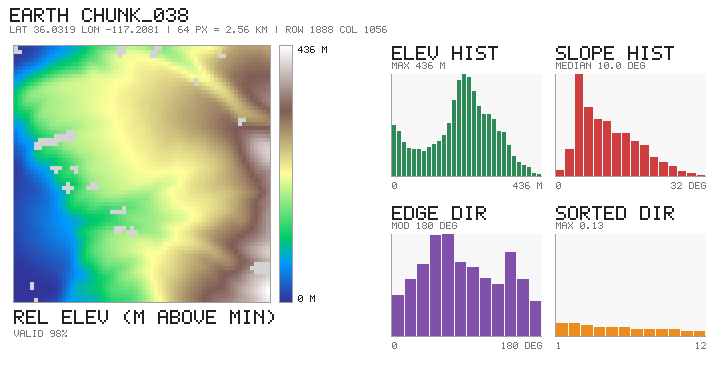 EARTH CHUNK_038
LAT 36.0319 LON -117.2081 | 64 PX = 2.56 KM | ROW 1888 COL 1056
436 M
0 M
REL ELEV (M ABOVE MIN)
VALID 98%
ELEV HIST
MAX 436 M
0 436 M
SLOPE HIST
MEDIAN 10.0 DEG
0 32 DEG
EDGE DIR
MOD 180 DEG
0 180 DEG
SORTED DIR
MAX 0.13
1 12